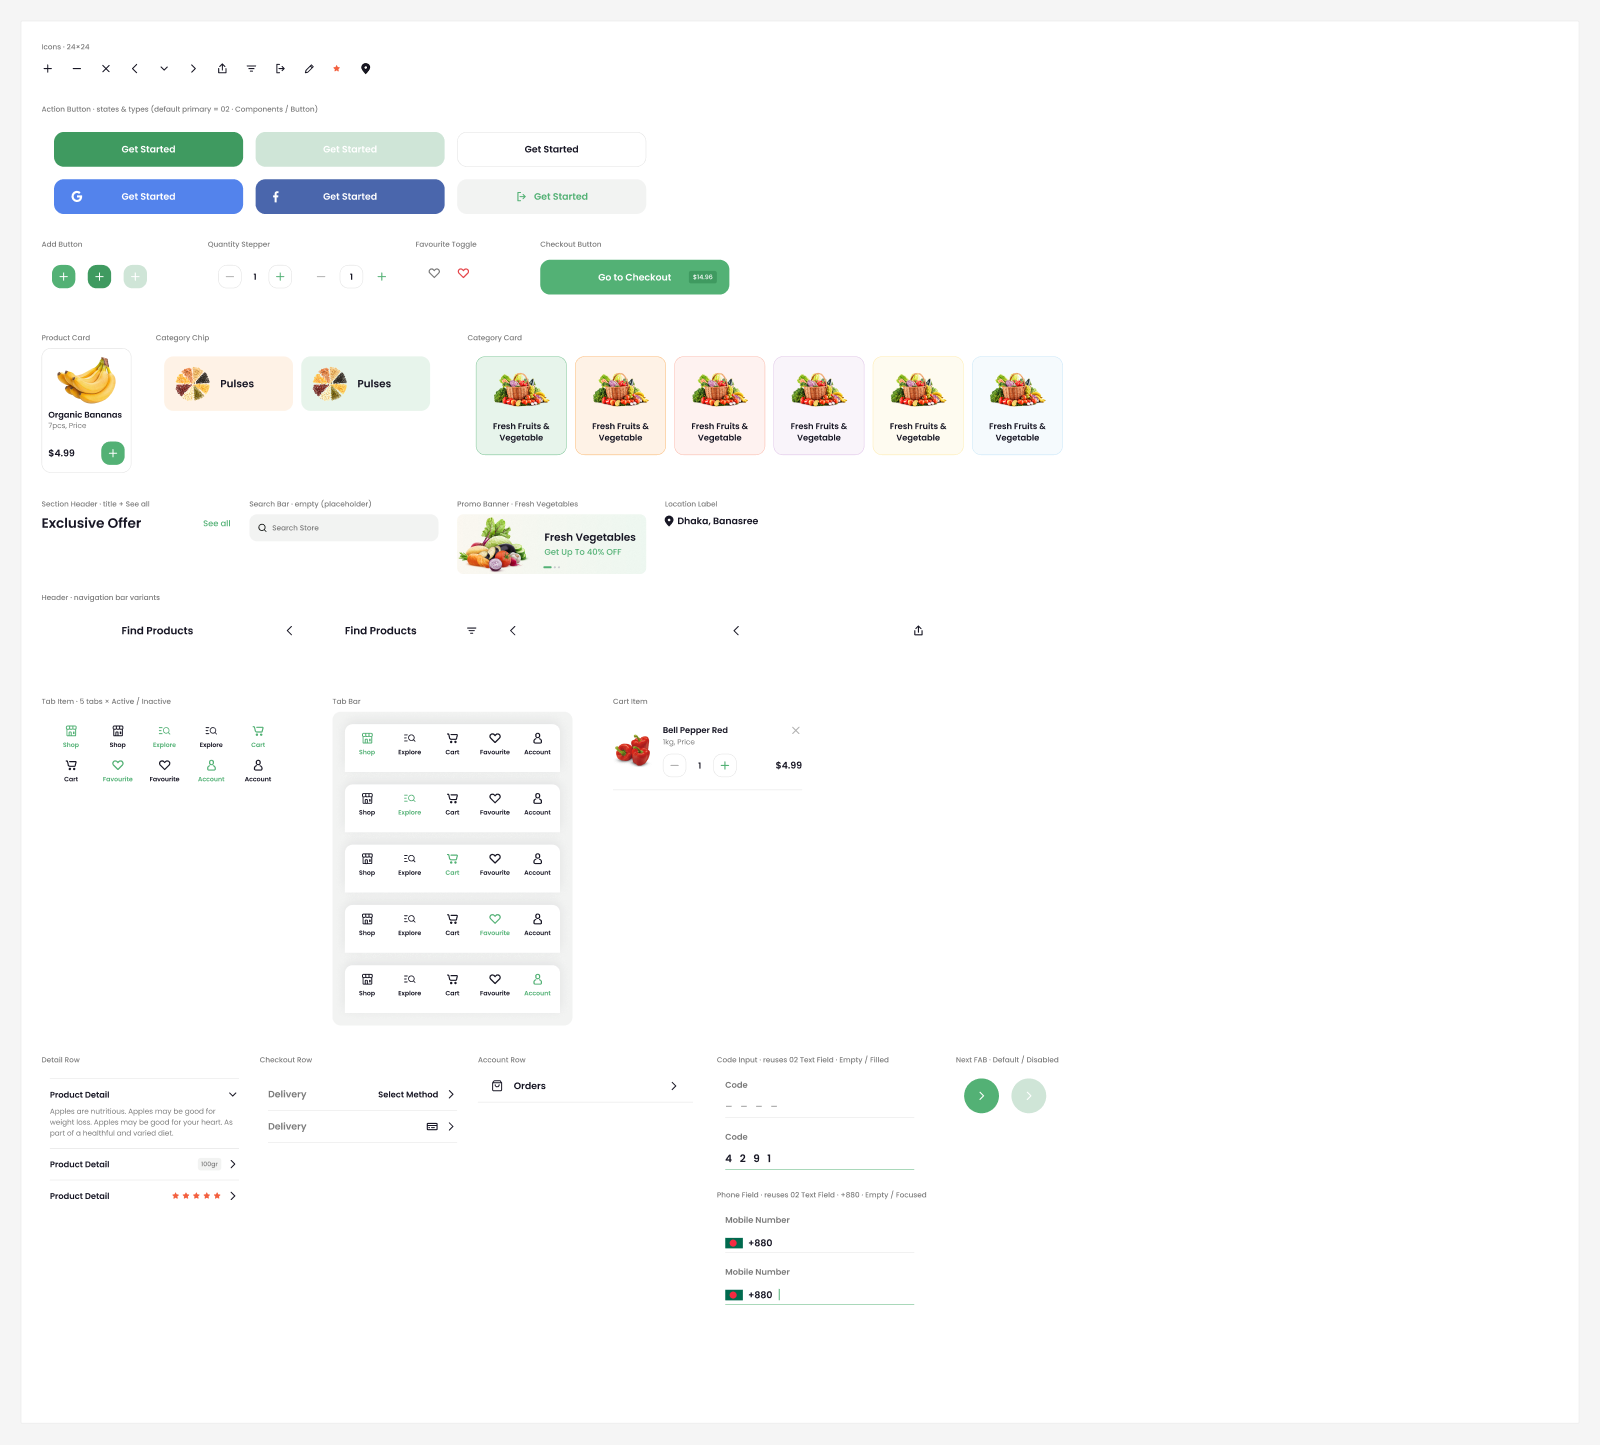 Icons · 24×24
Action Button · states & types (default primary = 02 · Components / Button)
Get Started
Get Started
Get Started
G Get Started
f Get Started
Get Started
Add Button
Quantity Stepper
Favourite Toggle
Checkout Button
1
1
Go to Checkout
$14.96
Product Card
Category Chip
Category Card
Organic Bananas
7pcs, Price
$4.99
Pulses
Pulses
Fresh Fruits &
Vegetable
Fresh Fruits &
Vegetable
Fresh Fruits &
Vegetable
Fresh Fruits &
Vegetable
Fresh Fruits &
Vegetable
Fresh Fruits &
Vegetable
Section Header · title + See all
Exclusive Offer
See all
Search Bar · empty (placeholder)
Search Store
Promo Banner · Fresh Vegetables
Fresh Vegetables
Get Up To 40% OFF
Location Label
Dhaka, Banasree
Header · navigation bar variants
Find Products
Find Products
Tab Item · 5 tabs × Active / Inactive
Shop
Shop
Explore
Explore
Cart
Cart
Favourite
Favourite
Account
Account
Tab Bar
Shop
Explore
Cart
Favourite
Account
Shop
Explore
Cart
Favourite
Account
Shop
Explore
Cart
Favourite
Account
Shop
Explore
Cart
Favourite
Account
Shop
Explore
Cart
Favourite
Account
Cart Item
Bell Pepper Red
1kg, Price
1
$4.99
Detail Row
Product Detail
Apples are nutritious. Apples may be good for
weight loss. Apples may be good for your heart. As
part of a healthful and varied diet.
Product Detail
100gr
Product Detail
Checkout Row
Delivery
Select Method
Delivery
Account Row
Orders
Code Input · reuses 02 Text Field · Empty / Filled
Code
– – – –
Code
4 2 9 1
Phone Field · reuses 02 Text Field · +880 · Empty / Focused
Mobile Number
+880
Mobile Number
+880
Next FAB · Default / Disabled